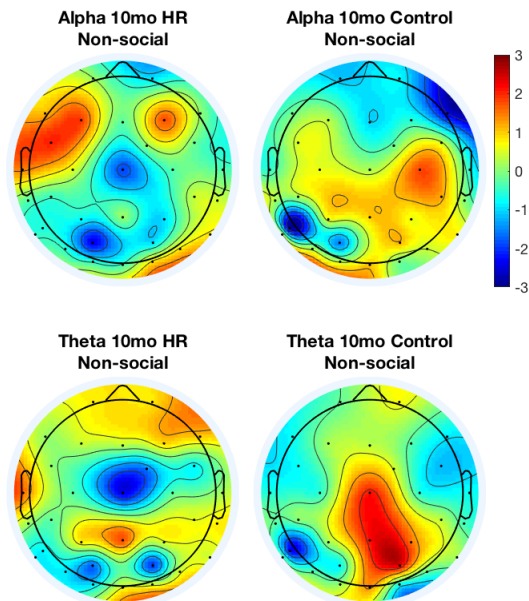 Alpha 10mo HR
Non-social
Alpha 10mo Control
Non-social
3
2
1
0
-1
-2
-3
Theta 10mo HR
Non-social
Theta 10mo Control
Non-social